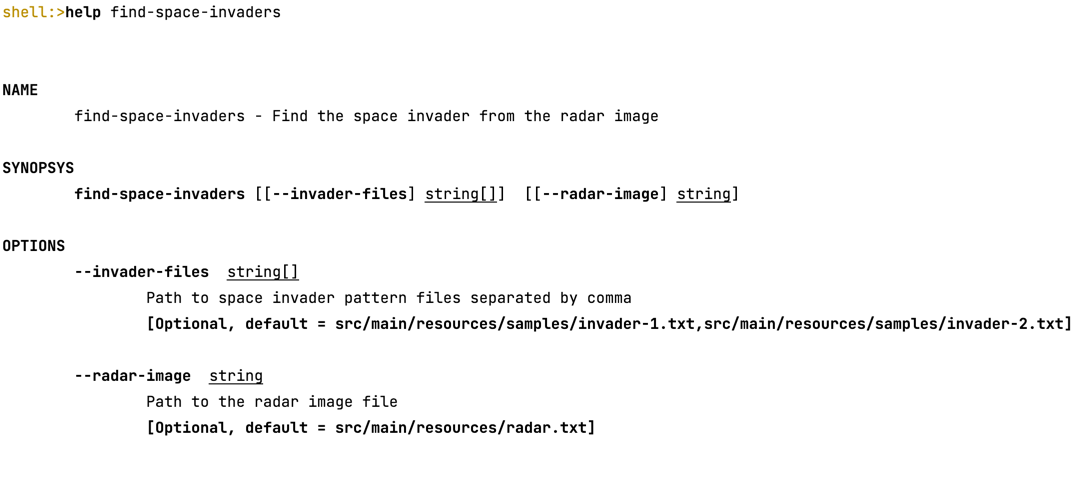 shell:>help find-space-invaders
NAME
find-space-invaders - Find the space invader from the radar image
SYNOPSYS
find-space-invaders [[--invader-files] string[]]  [[--radar-image] string]
OPTIONS
--invader-files  string[]
Path to space invader pattern files separated by comma
[Optional, default = src/main/resources/samples/invader-1.txt,src/main/resources/samples/invader-2.txt]
--radar-image  string
Path to the radar image file
[Optional, default = src/main/resources/radar.txt]